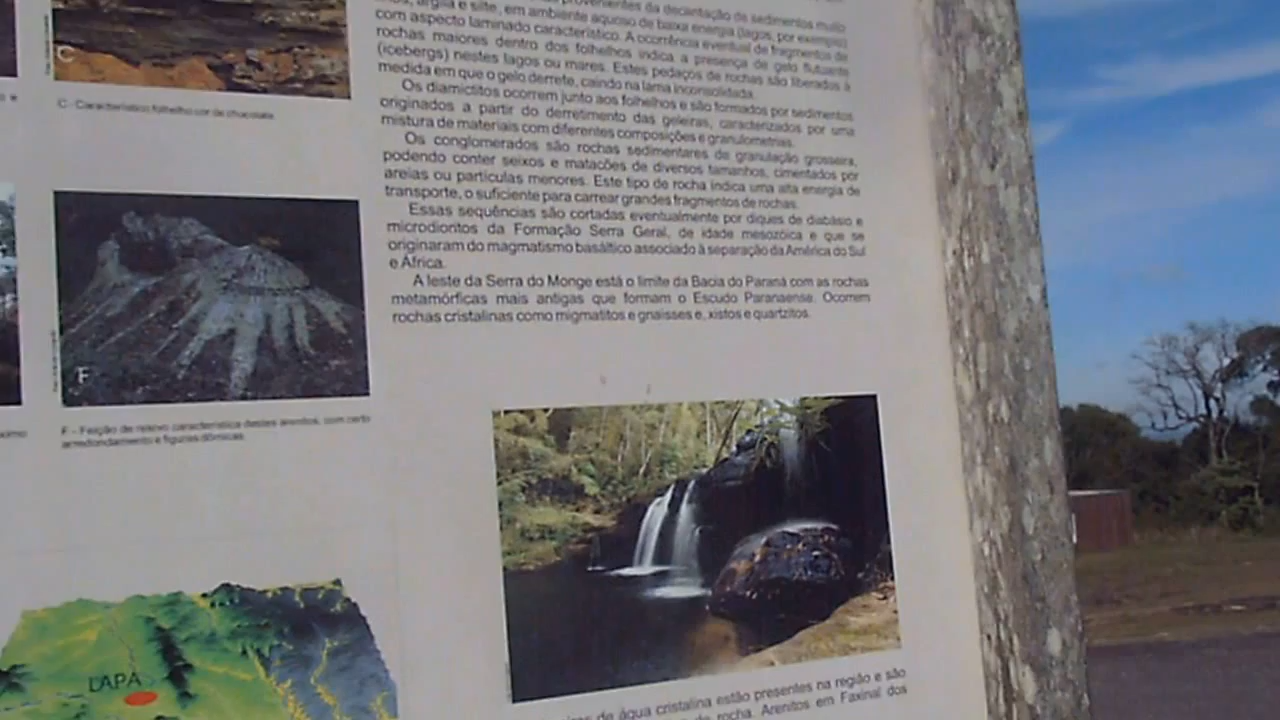 provenientes da decantação de sedimentos muito
argila e silte, em ambiente aquoso de baixa energia (lagos, por exemplo)
com aspecto laminado característico. A ocorrência eventual de fragmentos de
rochas maiores dentro dos folhelhos indica a presença de gelo flutuante
(icebergs) nestes lagos ou mares. Estes pedaços de rochas são liberados à
medida em que o gelo derrete, caindo na lama inconsolidada.
Os diamictitos ocorrem junto aos folhelhos e são formados por sedimentos
originados a partir do derretimento das geleiras, caracterizados por uma
mistura de materiais com diferentes composições e granulometrias.
Os conglomerados são rochas sedimentares de granulação grosseira,
podendo conter seixos e matacões de diversos tamanhos, cimentados por
areias ou partículas menores. Este tipo de rocha indica uma alta energia de
transporte, o suficiente para carrear grandes fragmentos de rochas.
Essas sequências são cortadas eventualmente por diques de diabásio e
microdioritos da Formação Serra Geral, de idade mesozóica e que se
originaram do magmatismo basáltico associado à separação da América do Sul
e África.
A leste da Serra do Monge está o limite da Bacia do Paraná com as rochas
metamórficas mais antigas que formam o Escudo Paranaense. Ocorrem
rochas cristalinas como migmatitos e gnaisses e, xistos e quartzitos.
C
C - Característico folhelho cor de chocolate.
F
F - Feição de relevo característica destes arenitos, com certo
arredondamento e figuras dômicas.
LAPA
de água cristalina estão presentes na região e são
de rocha. Arenitos em Faxinal dos